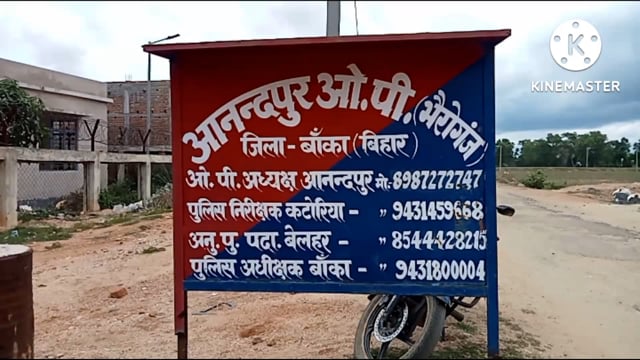 आनन्दपुर ओ.पी. (भैरोगंज)
जिला - बाँका (बिहार)
ओ. पी. अध्यक्ष आनन्दपुर मो: 8987272747
पुलिस निरीक्षक कटोरिया - " 9431459668
अनु. पु. पदा. बेलहर - " 8544428215
पुलिस अधीक्षक बाँका - " 9431800004
K
KINEMASTER